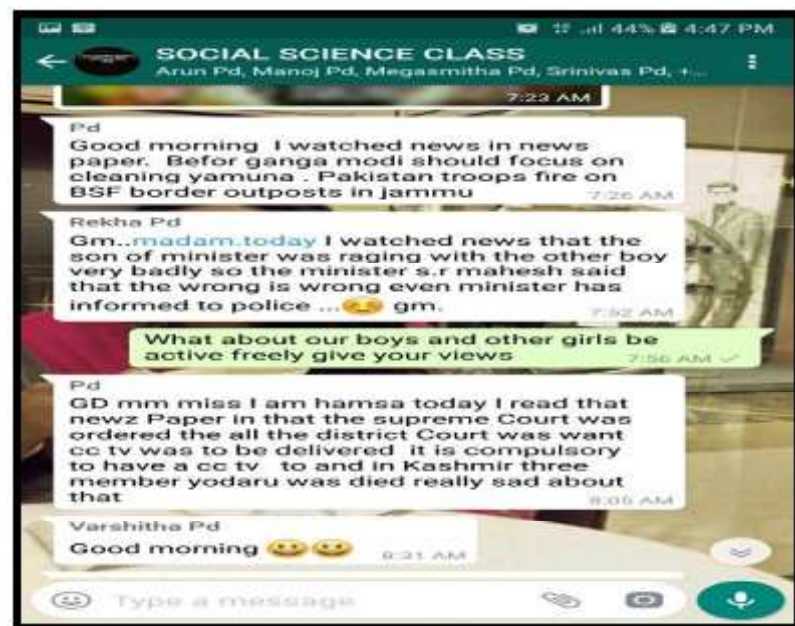 44% 4:47 PM
SOCIAL SCIENCE CLASS
Arun Pd, Manoj Pd, Megasmitha Pd, Srinivas Pd, +...
7:23 AM
Pd
Good morning I watched news in news
paper. Befor ganga modi should focus on
cleaning yamuna . Pakistan troops fire on
BSF border outposts in jammu
7:26 AM
Rekha Pd
Gm..madam.today I watched news that the
son of minister was raging with the other boy
very badly so the minister s.r mahesh said
that the wrong is wrong even minister has
informed to police ...😔 gm.
7:52 AM
What about our boys and other girls be
active freely give your views
7:56 AM
Pd
GD mm miss I am hamsa today I read that
newz Paper in that the supreme Court was
ordered the all the district Court was want
cc tv was to be delivered it is compulsory
to have a cc tv to and in Kashmir three
member yodaru was died really sad about
that
8:05 AM
Varshitha Pd
Good morning 😀😀
8:31 AM
Type a message